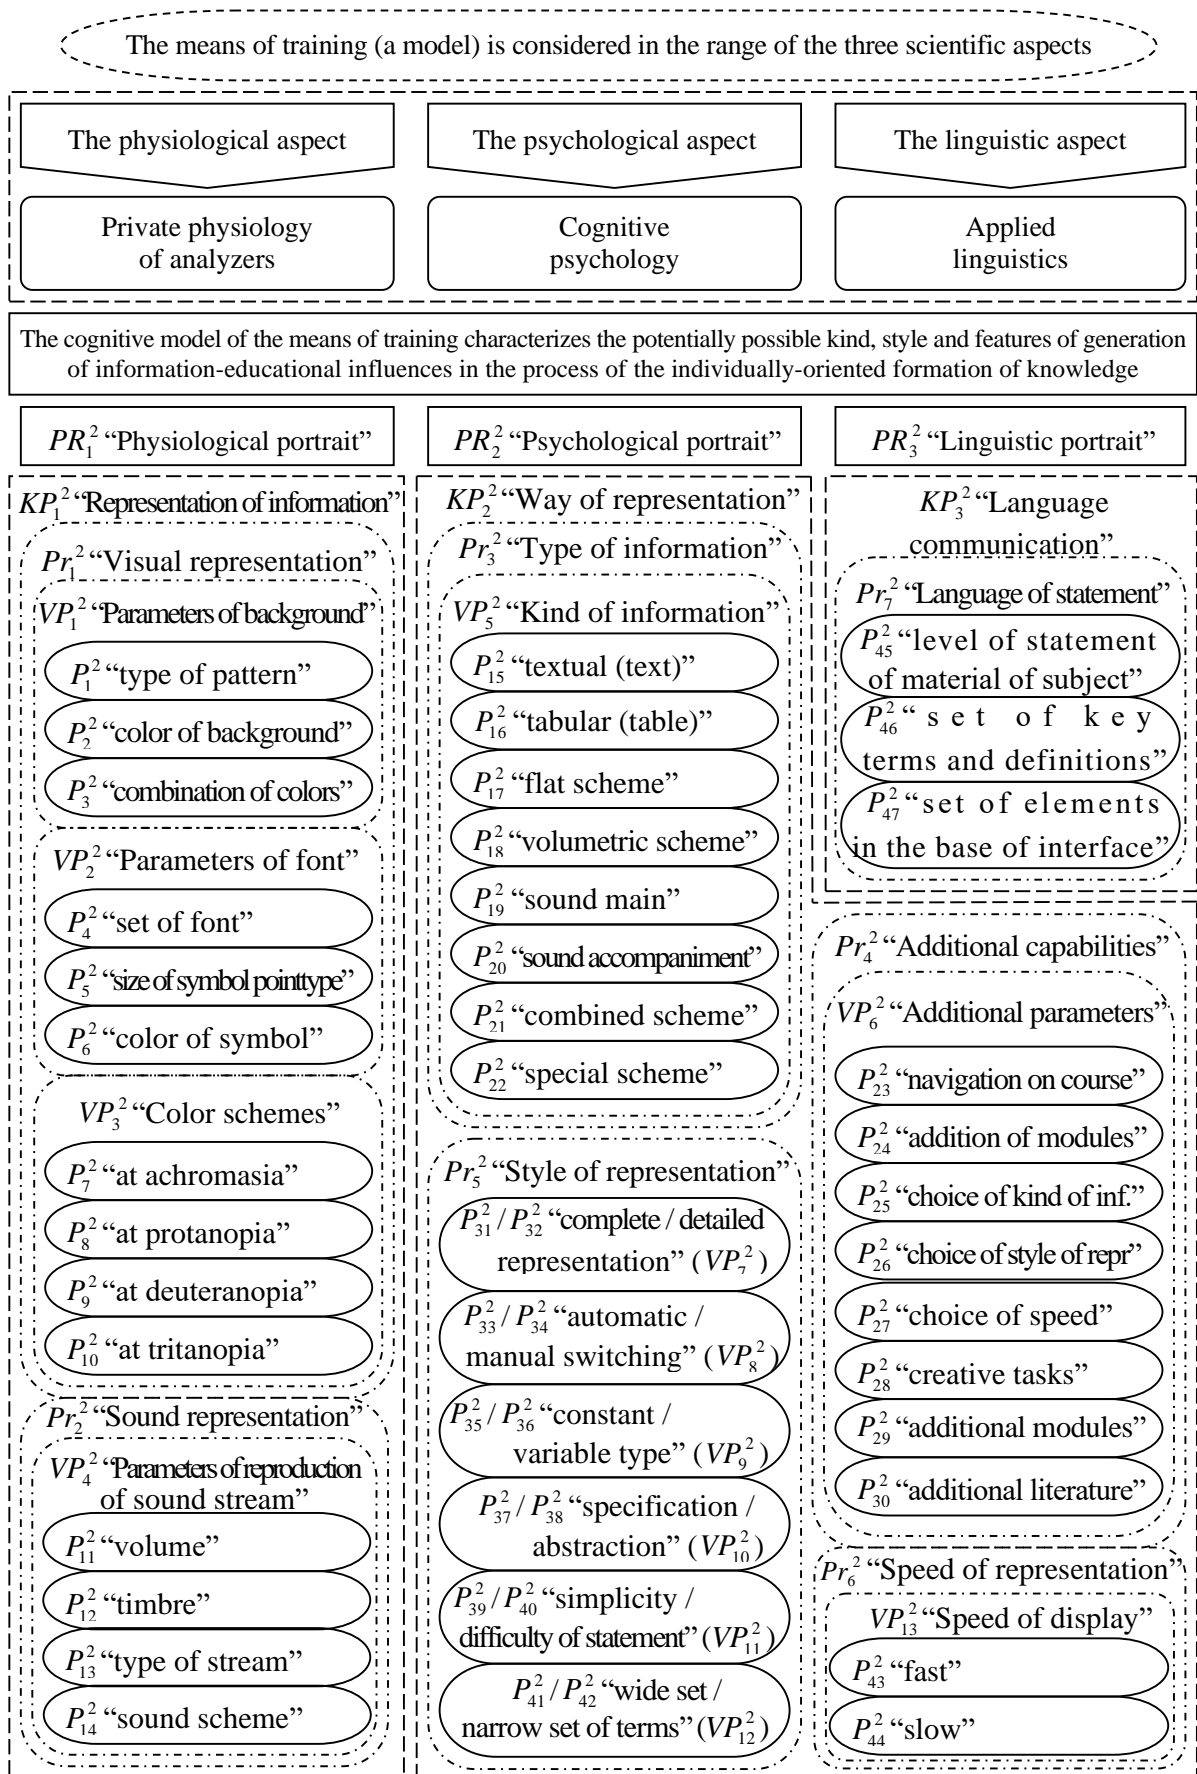 The means of training (a model) is considered in the range of the three scientific aspects
The physiological aspect
Private physiology
of analyzers
The psychological aspect
Cognitive
psychology
The linguistic aspect
Applied
linguistics
The cognitive model of the means of training characterizes the potentially possible kind, style and features of generation
of information-educational influences in the process of the individually-oriented formation of knowledge
PR₁² “Physiological portrait”
KP₁² “Representation of information”
Pr₁² “Visual representation”
VP₁² “Parameters of background”
P₁² “type of pattern”
P₂² “color of background”
P₃² “combination of colors”
VP₂² “Parameters of font”
P₄² “set of font”
P₅² “size of symbol pointtype”
P₆² “color of symbol”
VP₃² “Color schemes”
P₇² “at achromasia”
P₈² “at protanopia”
P₉² “at deuteranopia”
P₁₀² “at tritanopia”
Pr₂² “Sound representation”
VP₄² “Parameters of reproduction
of sound stream”
P₁₁² “volume”
P₁₂² “timbre”
P₁₃² “type of stream”
P₁₄² “sound scheme”
PR₂² “Psychological portrait”
KP₂² “Way of representation”
Pr₃² “Type of information”
VP₅² “Kind of information”
P₁₅² “textual (text)”
P₁₆² “tabular (table)”
P₁₇² “flat scheme”
P₁₈² “volumetric scheme”
P₁₉² “sound main”
P₂₀² “sound accompaniment”
P₂₁² “combined scheme”
P₂₂² “special scheme”
Pr₅² “Style of representation”
P₃₁² / P₃₂² “complete / detailed
representation” (VP₇²)
P₃₃² / P₃₄² “automatic /
manual switching” (VP₈²)
P₃₅² / P₃₆² “constant /
variable type” (VP₉²)
P₃₇² / P₃₈² “specification /
abstraction” (VP₁₀²)
P₃₉² / P₄₀² “simplicity /
difficulty of statement” (VP₁₁²)
P₄₁² / P₄₂² “wide set /
narrow set of terms” (VP₁₂²)
PR₃² “Linguistic portrait”
KP₃² “Language
communication”
Pr₇² “Language of statement”
P₄₅² “level of statement
of material of subject”
P₄₆² “set of key
terms and definitions”
P₄₇² “set of elements
in the base of interface”
Pr₄² “Additional capabilities”
VP₆² “Additional parameters”
P₂₃² “navigation on course”
P₂₄² “addition of modules”
P₂₅² “choice of kind of inf.”
P₂₆² “choice of style of repr”
P₂₇² “choice of speed”
P₂₈² “creative tasks”
P₂₉² “additional modules”
P₃₀² “additional literature”
Pr₆² “Speed of representation”
VP₁₃² “Speed of display”
P₄₃² “fast”
P₄₄² “slow”